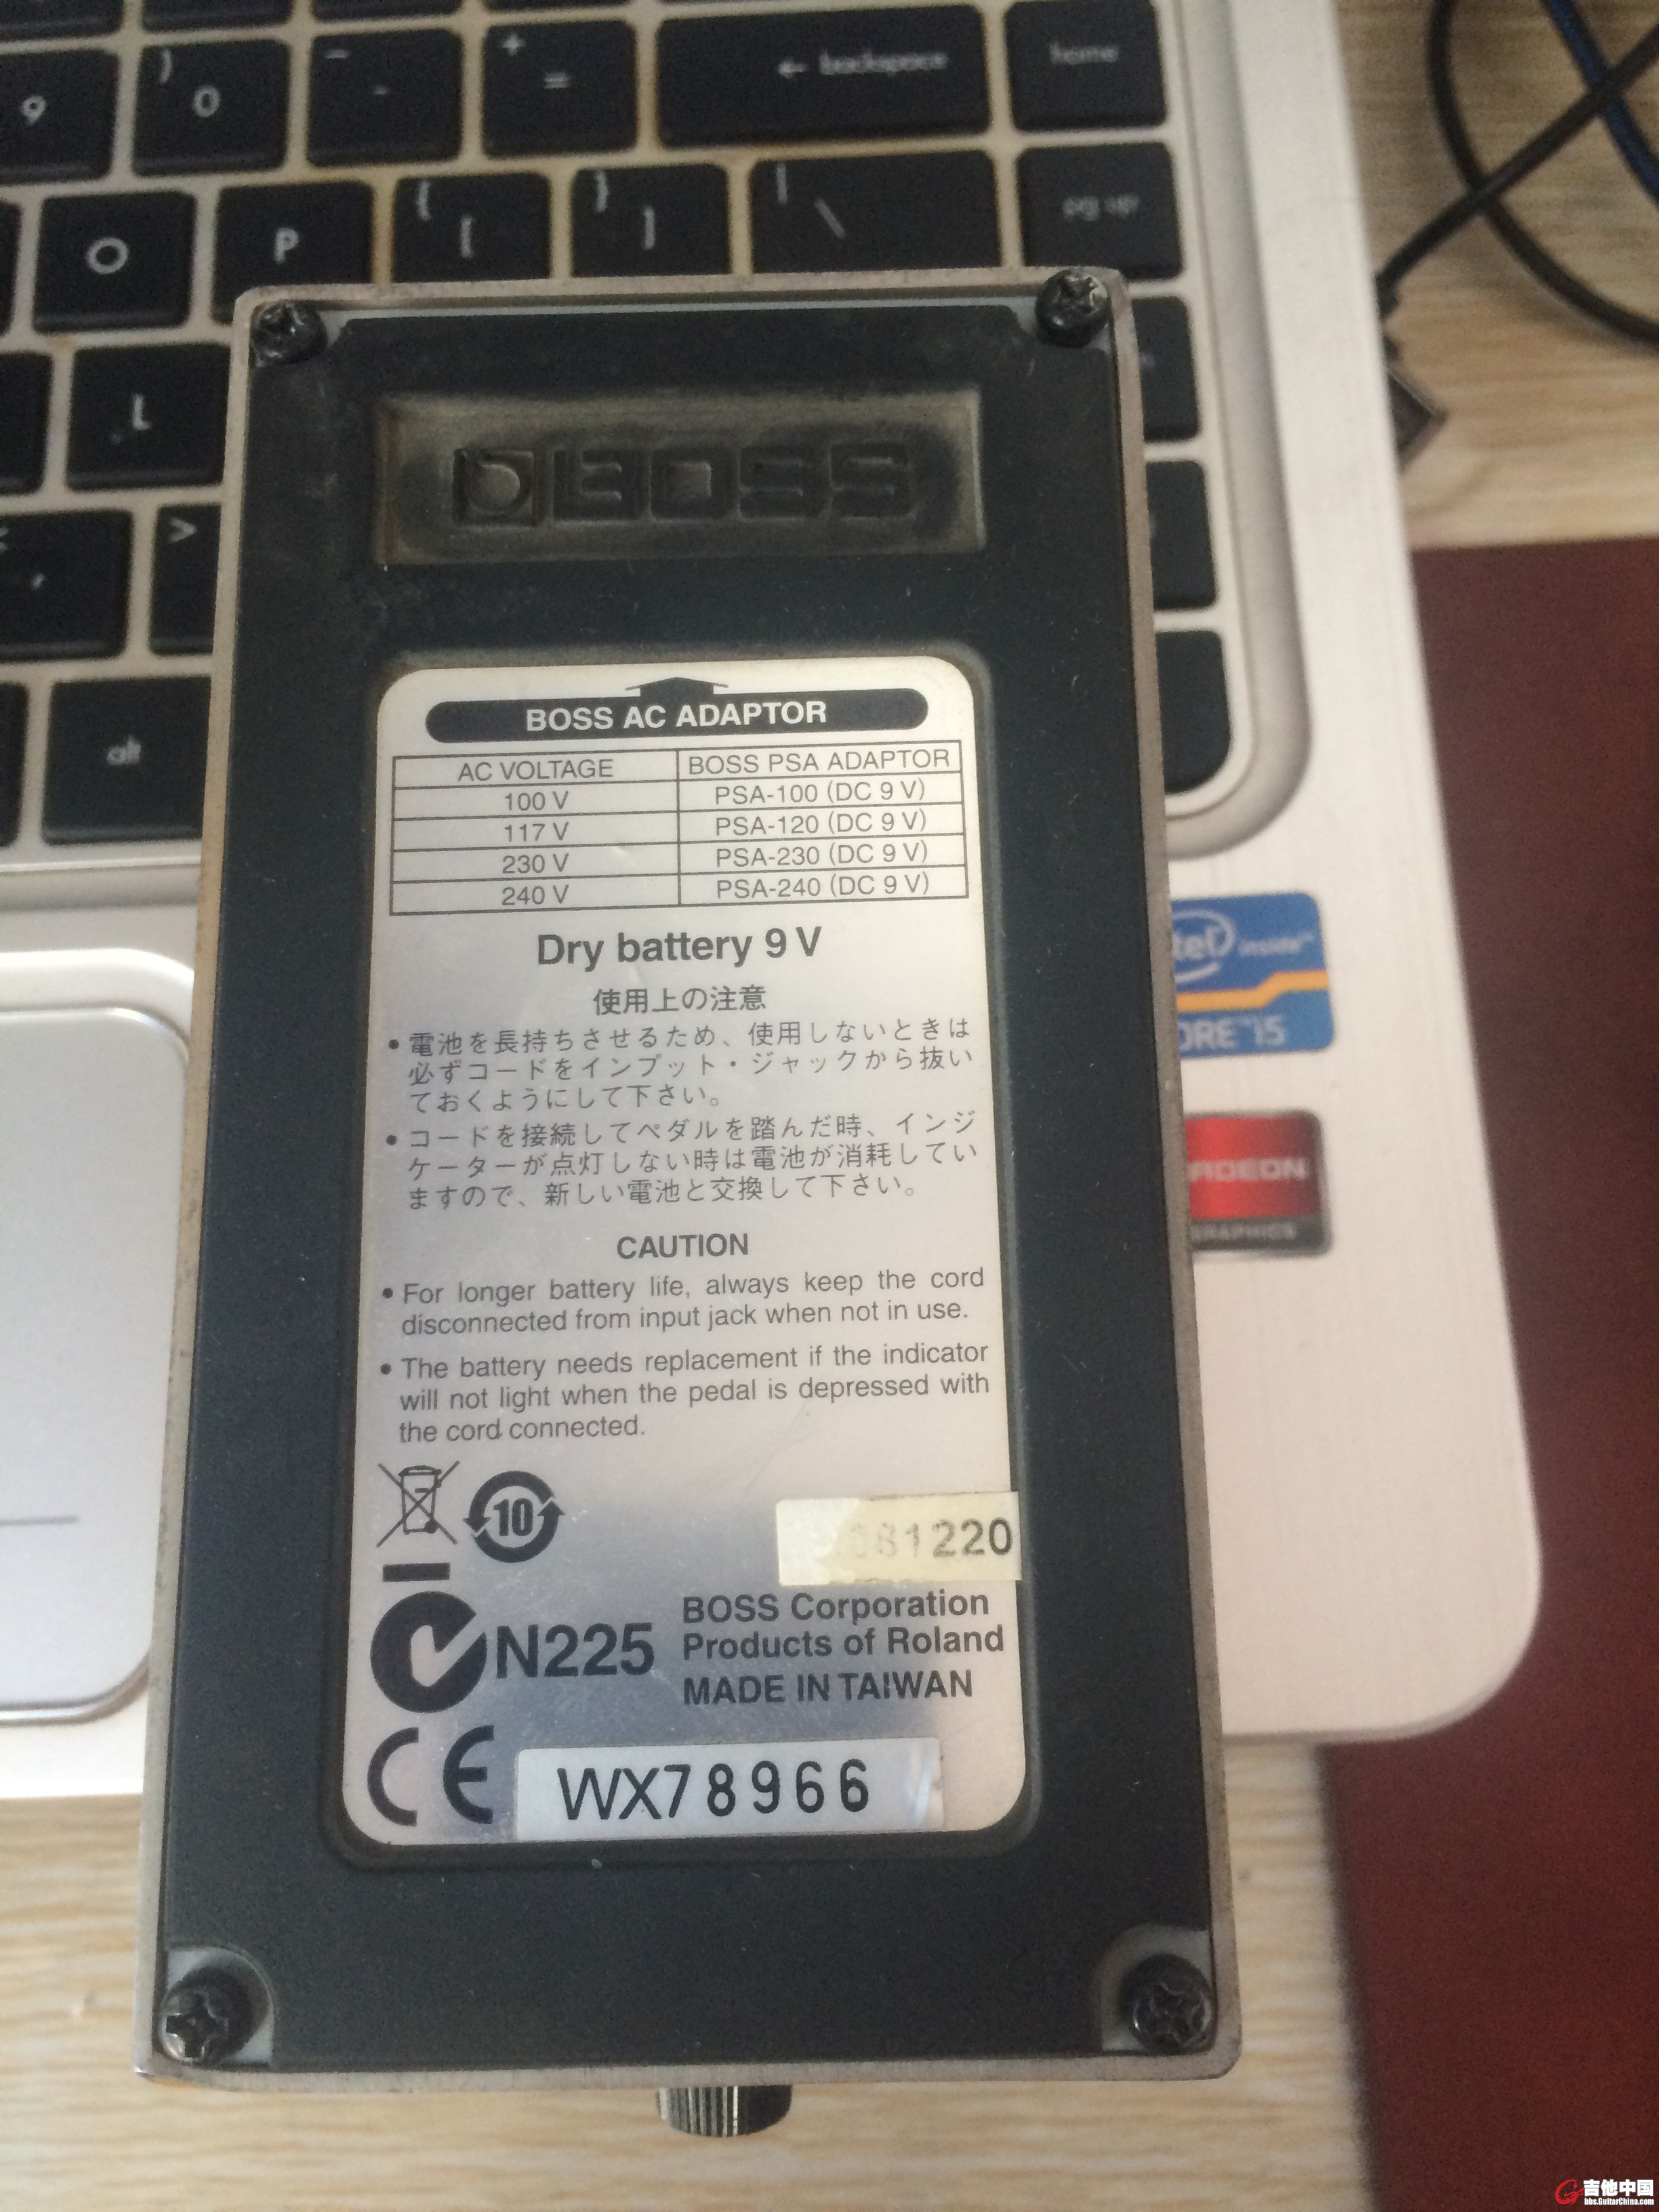 9
) 0
_ -
+ =
← backspace
home
O
P
{ [
} ]
| \
pg up
L
>
,
alt
BOSS
BOSS AC ADAPTOR
AC VOLTAGE BOSS PSA ADAPTOR
100 V PSA-100 (DC 9 V)
117 V PSA-120 (DC 9 V)
230 V PSA-230 (DC 9 V)
240 V PSA-240 (DC 9 V)
Dry battery 9 V
使用上の注意
• 電池を長持ちさせるため、使用しないときは
必ずコードをインプット・ジャックから抜い
ておくようにして下さい。
• コードを接続してペダルを踏んだ時、インジ
ケーターが点灯しない時は電池が消耗してい
ますので、新しい電池と交換して下さい。
CAUTION
• For longer battery life, always keep the cord
disconnected from input jack when not in use.
• The battery needs replacement if the indicator
will not light when the pedal is depressed with
the cord connected.
10
081220
N225
BOSS Corporation
Products of Roland
MADE IN TAIWAN
CE
WX78966
intel inside™
CORE™ i5
RADEON
GRAPHICS
吉他中国
bbs.GuitarChina.com